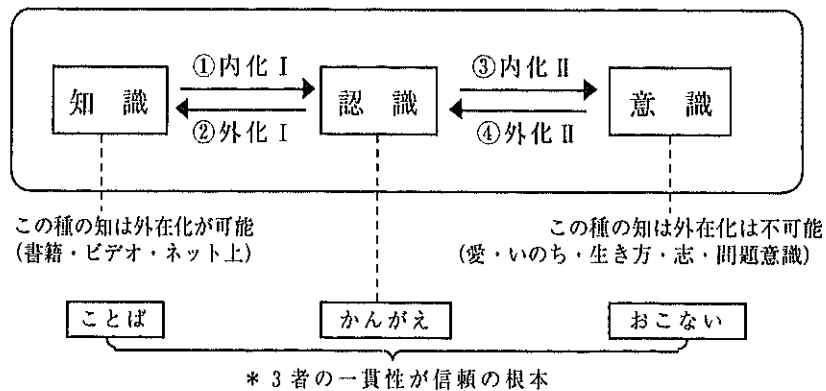 ①内化Ⅰ
③内化Ⅱ
知識
認識
意識
②外化Ⅰ
④外化Ⅱ
この種の知は外在化が可能
(書籍・ビデオ・ネット上)
この種の知は外在化は不可能
(愛・いのち・生き方・志・問題意識)
ことば
かんがえ
おこない
*3者の一貫性が信頼の根本